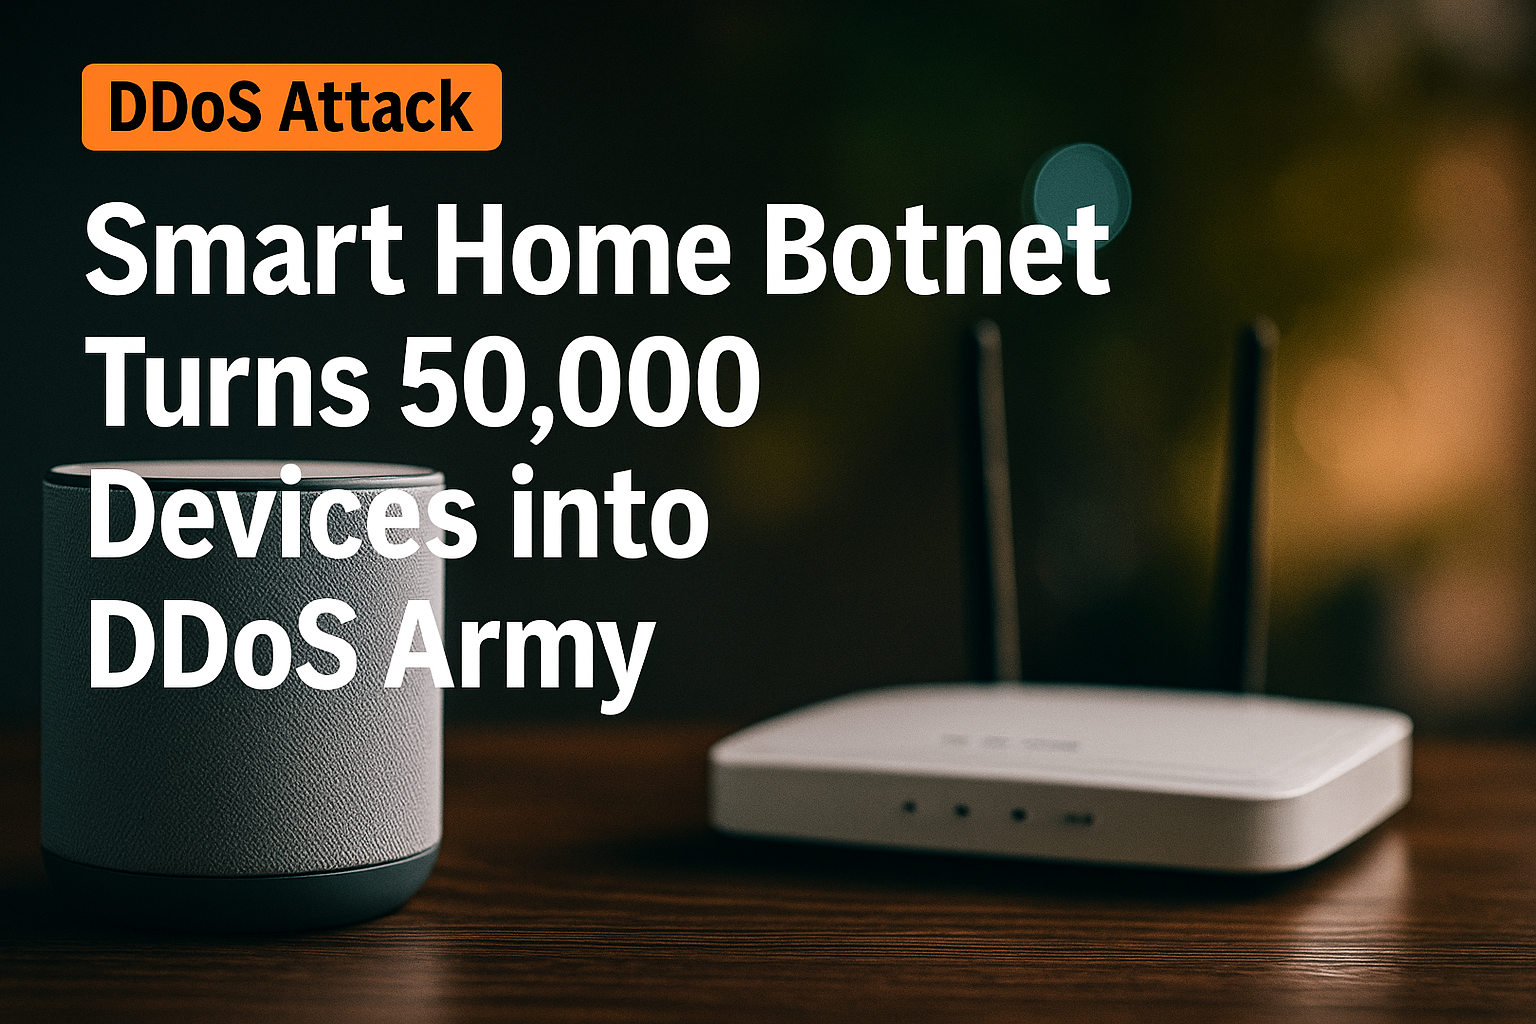 DDoS Attack
Smart Home Botnet
Turns 50,000
Devices into
DDoS Army